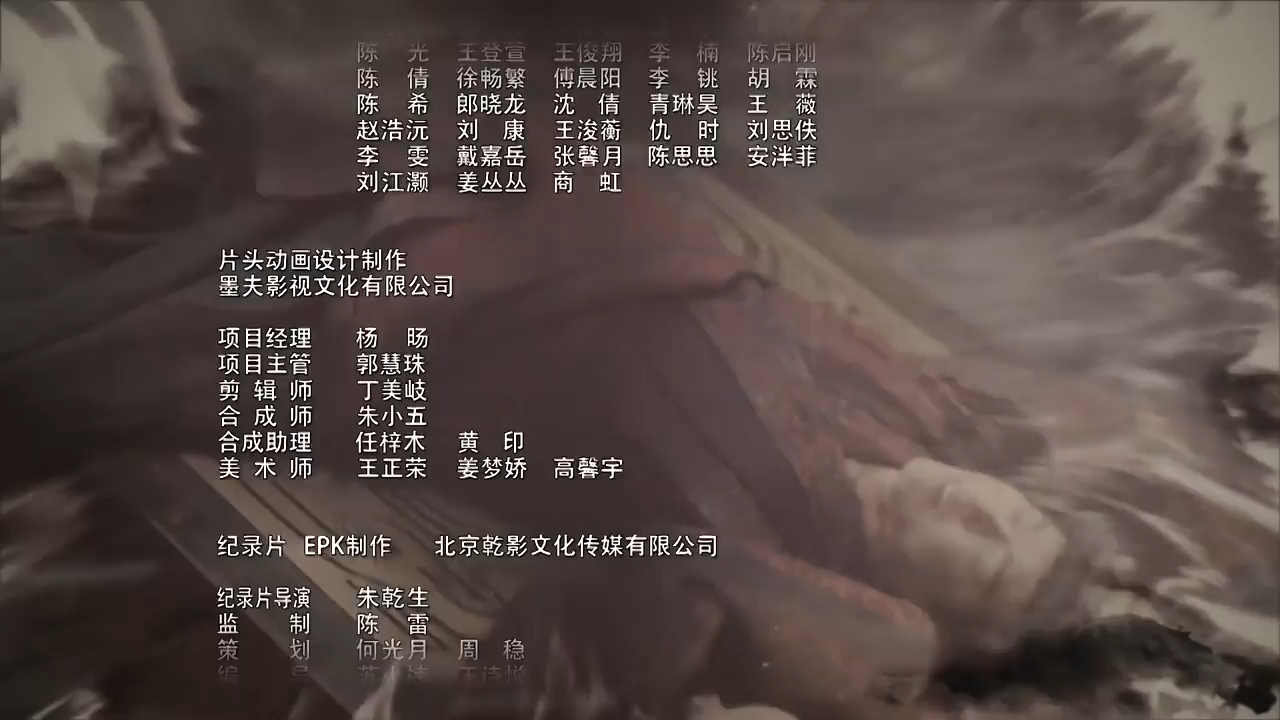 陈 光 王登萱 王俊翔 李 楠 陈启刚
陈 倩 徐畅繁 傅晨阳 李 铫 胡 霖
陈 希 郎晓龙 沈 倩 青琳昊 王 薇
赵浩沅 刘 康 王浚蘅 仇 时 刘思佚
李 雯 戴嘉岳 张馨月 陈思思 安泮菲
刘江灏 姜丛丛 商 虹
片头动画设计制作
墨夫影视文化有限公司
项目经理 杨 旸
项目主管 郭慧珠
剪辑师 丁美岐
合成师 朱小五
合成助理 任梓木 黄 印
美术师 王正荣 姜梦娇 高馨宇
纪录片 EPK制作 北京乾影文化传媒有限公司
纪录片导演 朱乾生
监 制 陈 雷
策 划 何光月 周 稳